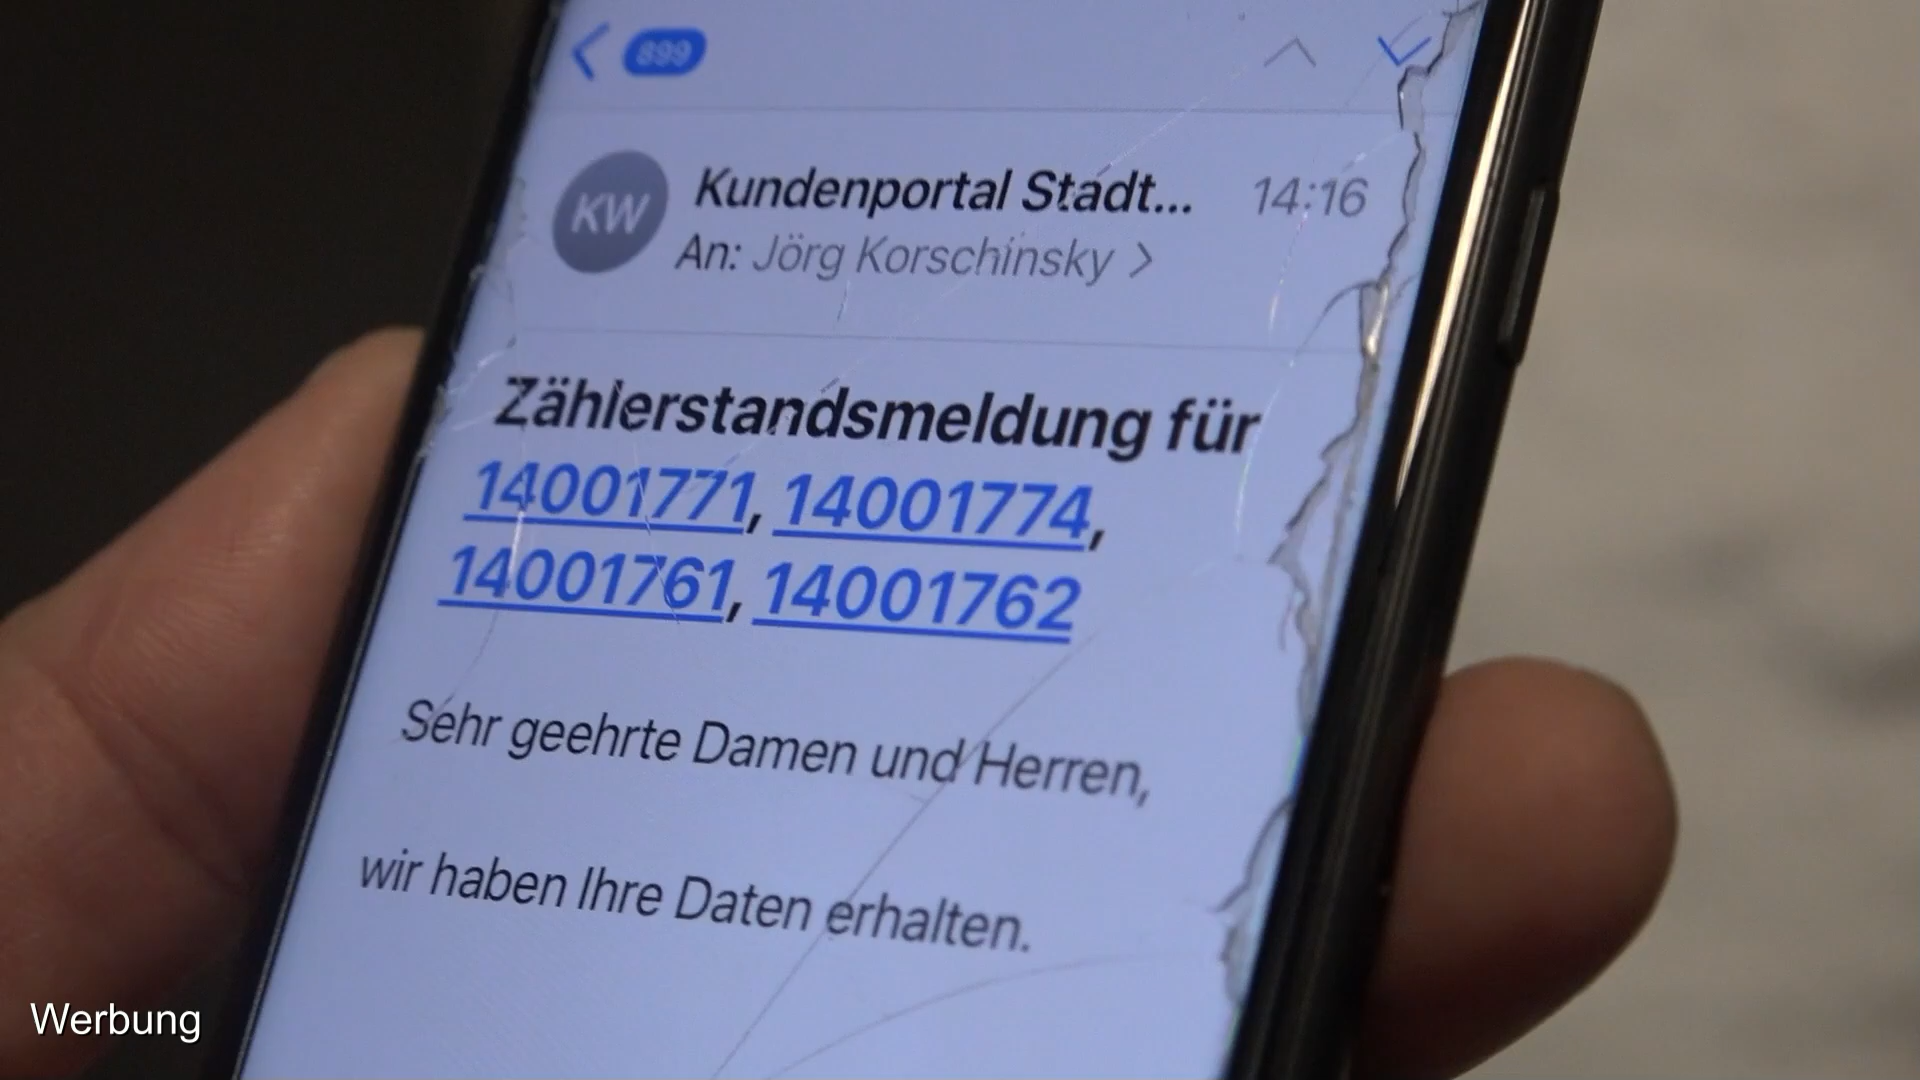 899
KW
Kundenportal Stadt... 14:16
An: Jörg Korschinsky >
Zählerstandsmeldung für
14001771, 14001774,
14001761, 14001762
Sehr geehrte Damen und Herren,
wir haben Ihre Daten erhalten.
Werbung